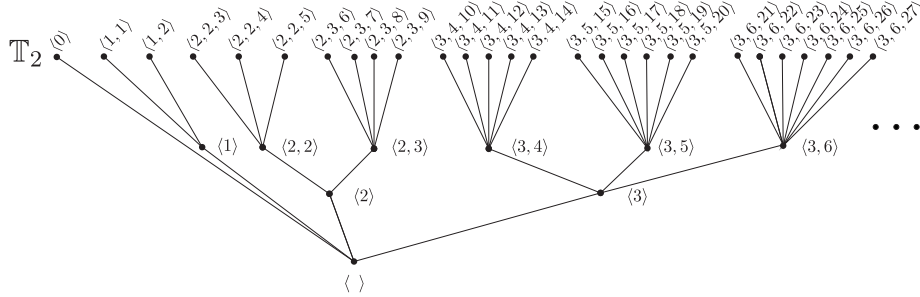 𝕋₂ ⟨0⟩ ⟨1, 1⟩ ⟨1, 2⟩ ⟨2, 2, 3⟩ ⟨2, 2, 4⟩ ⟨2, 2, 5⟩ ⟨2, 3, 6⟩ ⟨2, 3, 7⟩ ⟨2, 3, 8⟩ ⟨2, 3, 9⟩ ⟨3, 4, 10⟩ ⟨3, 4, 11⟩ ⟨3, 4, 12⟩ ⟨3, 4, 13⟩ ⟨3, 4, 14⟩ ⟨3, 5, 15⟩ ⟨3, 5, 16⟩ ⟨3, 5, 17⟩ ⟨3, 5, 18⟩ ⟨3, 5, 19⟩ ⟨3, 5, 20⟩ ⟨3, 6, 21⟩ ⟨3, 6, 22⟩ ⟨3, 6, 23⟩ ⟨3, 6, 24⟩ ⟨3, 6, 25⟩ ⟨3, 6, 26⟩ ⟨3, 6, 27⟩
⟨1⟩ ⟨2, 2⟩ ⟨2, 3⟩ ⟨3, 4⟩ ⟨3, 5⟩ ⟨3, 6⟩ • • •
⟨2⟩ ⟨3⟩
⟨ ⟩